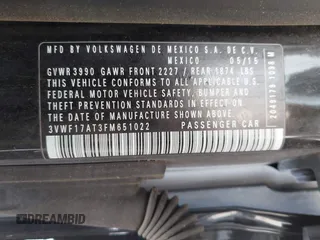 MFD BY VOLKSWAGEN DE MEXICO S.A. DE C.V.
MEXICO 05/15
GVWR 3990 GAWR FRONT 2227 / REAR 1874 LBS
THIS VEHICLE CONFORMS TO ALL APPLICABLE U.S.
FEDERAL MOTOR VEHICLE SAFETY, BUMPER AND
THEFT PREVENTION STANDARDS IN EFFECT ON THE
DATE OF MANUFACTURE SHOWN ABOVE.
3VWF17AT3FM651022 PASSENGER CAR
DREAMBID